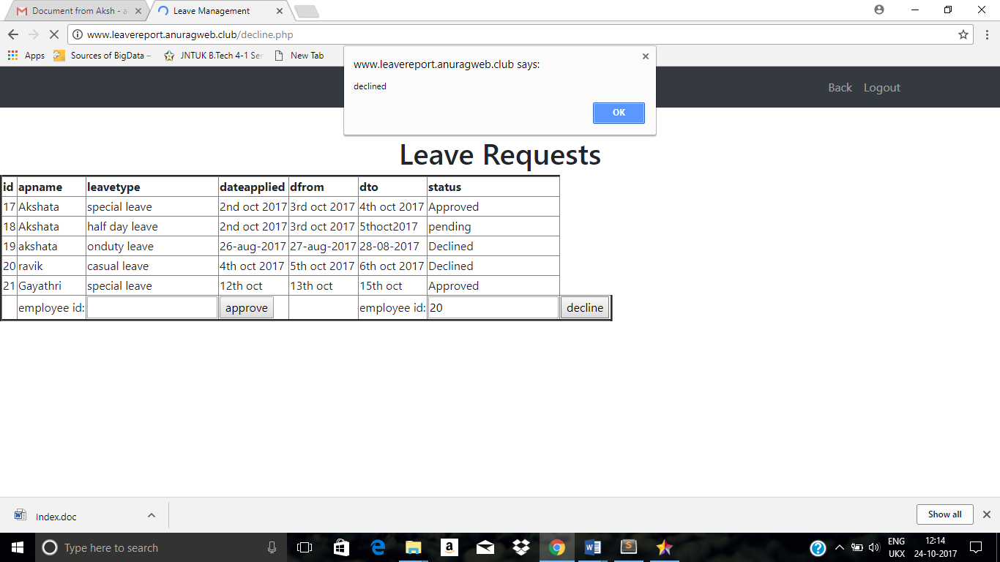 Document from Aksh - a
Leave Management
www.leavereport.anuragweb.club/decline.php
Apps
Sources of BigData –
JNTUK B.Tech 4-1 Ser
New Tab
www.leavereport.anuragweb.club says:
declined
OK
Back
Logout
Leave Requests
id apname leavetype dateapplied dfrom dto status
17 Akshata special leave 2nd oct 2017 3rd oct 2017 4th oct 2017 Approved
18 Akshata half day leave 2nd oct 2017 3rd oct 2017 5thoct2017 pending
19 akshata onduty leave 26-aug-2017 27-aug-2017 28-08-2017 Declined
20 ravik casual leave 4th oct 2017 5th oct 2017 6th oct 2017 Declined
21 Gayathri special leave 12th oct 13th oct 15th oct Approved
employee id: approve employee id: 20 decline
Index.doc
Show all
Type here to search
ENG
UKX
12:14
24-10-2017